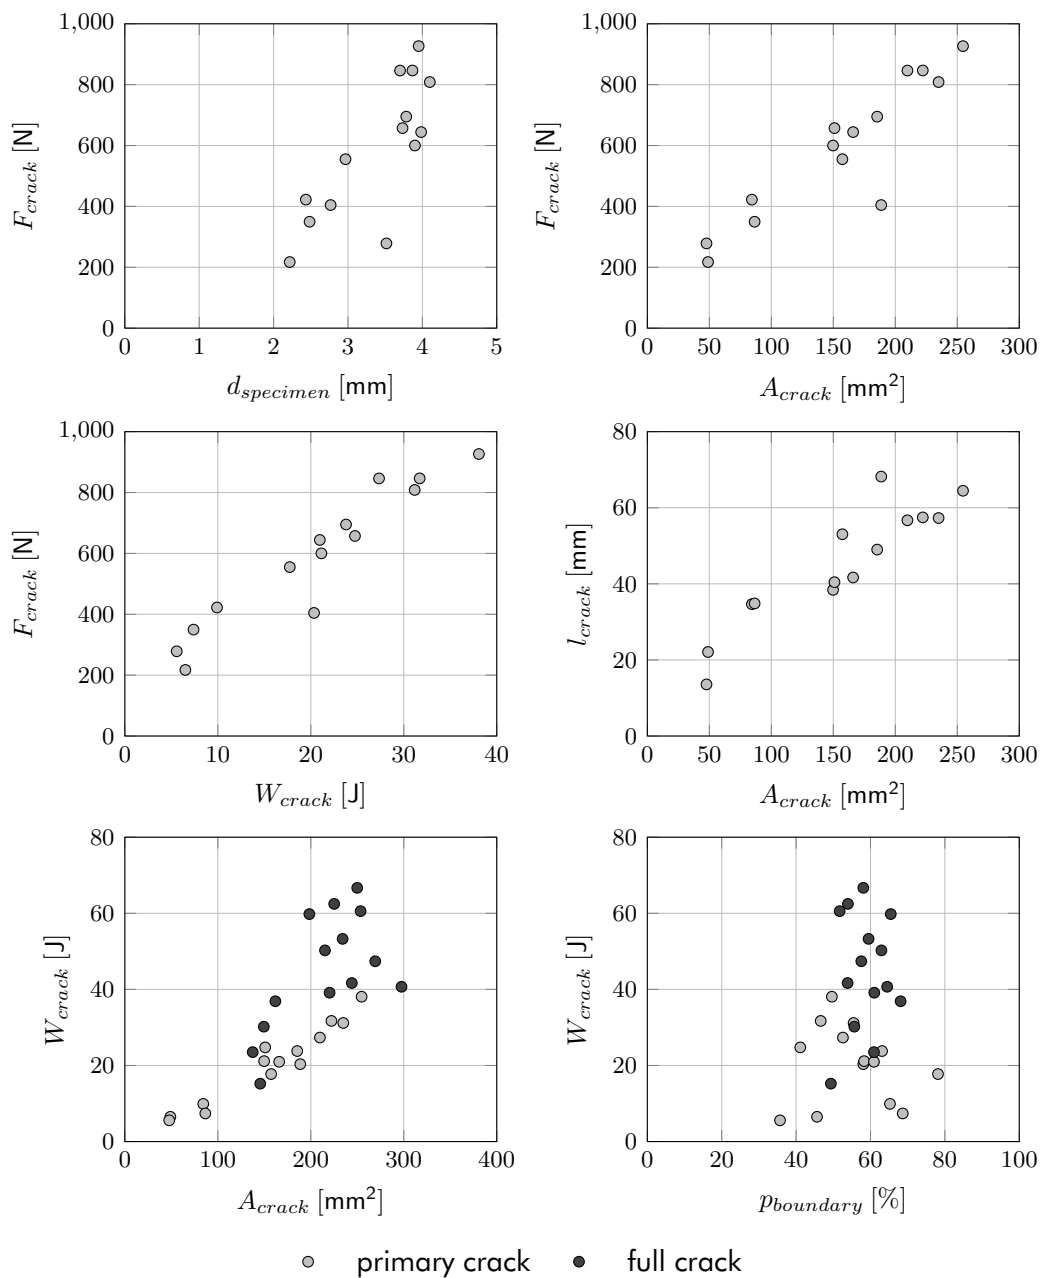 1,000 1,000
800 800
F_crack [N] F_crack [N]
600 600
400 400
200 200
0 0
0 1 2 3 4 5 0 50 100 150 200 250 300
d_specimen [mm] A_crack [mm²]
1,000 80
800
60
F_crack [N] l_crack [mm]
600
40
400
20
200
0 0
0 10 20 30 40 0 50 100 150 200 250 300
W_crack [J] A_crack [mm²]
80 80
60 60
W_crack [J] W_crack [J]
40 40
20 20
0 0
0 100 200 300 400 0 20 40 60 80 100
A_crack [mm²] p_boundary [%]
primary crack full crack